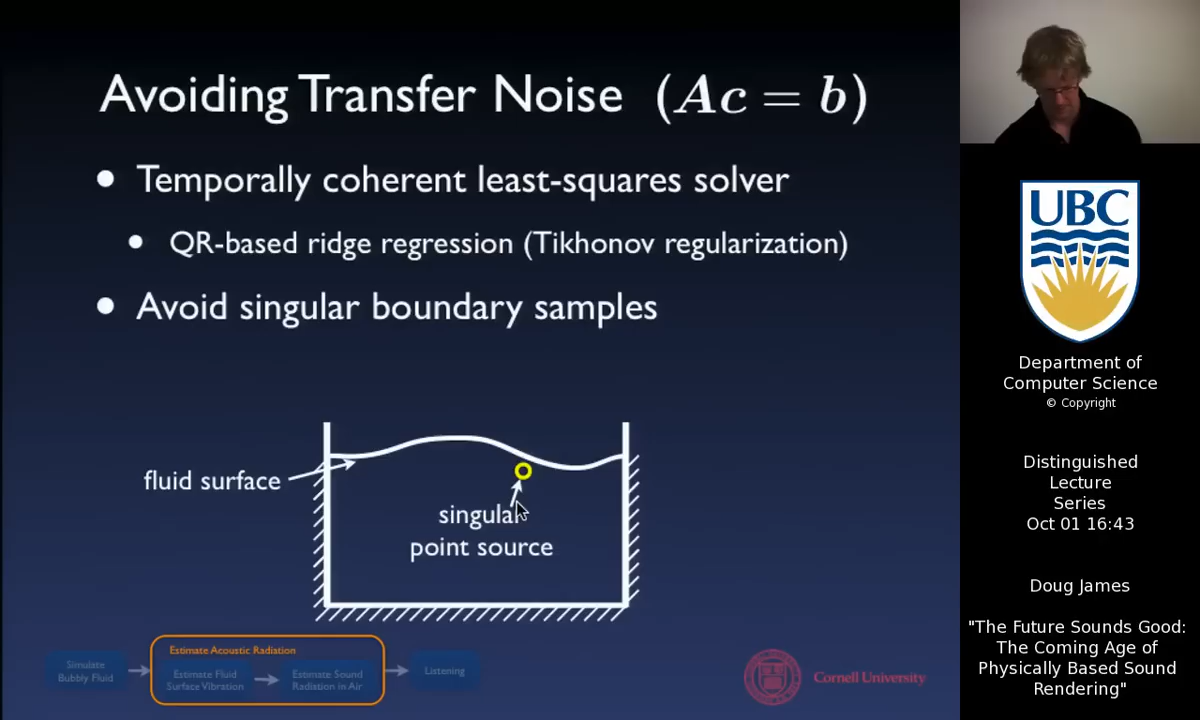 Avoiding Transfer Noise (Ac = b)
Temporally coherent least-squares solver
QR-based ridge regression (Tikhonov regularization)
Avoid singular boundary samples
fluid surface
singular
point source
Simulate
Bubbly Fluid
Estimate Acoustic Radiation
Estimate Fluid
Surface Vibration
Estimate Sound
Radiation in Air
Listening
Cornell University
UBC
Department of
Computer Science
© Copyright
Distinguished
Lecture
Series
Oct 01 16:43
Doug James
"The Future Sounds Good:
The Coming Age of
Physically Based Sound
Rendering"